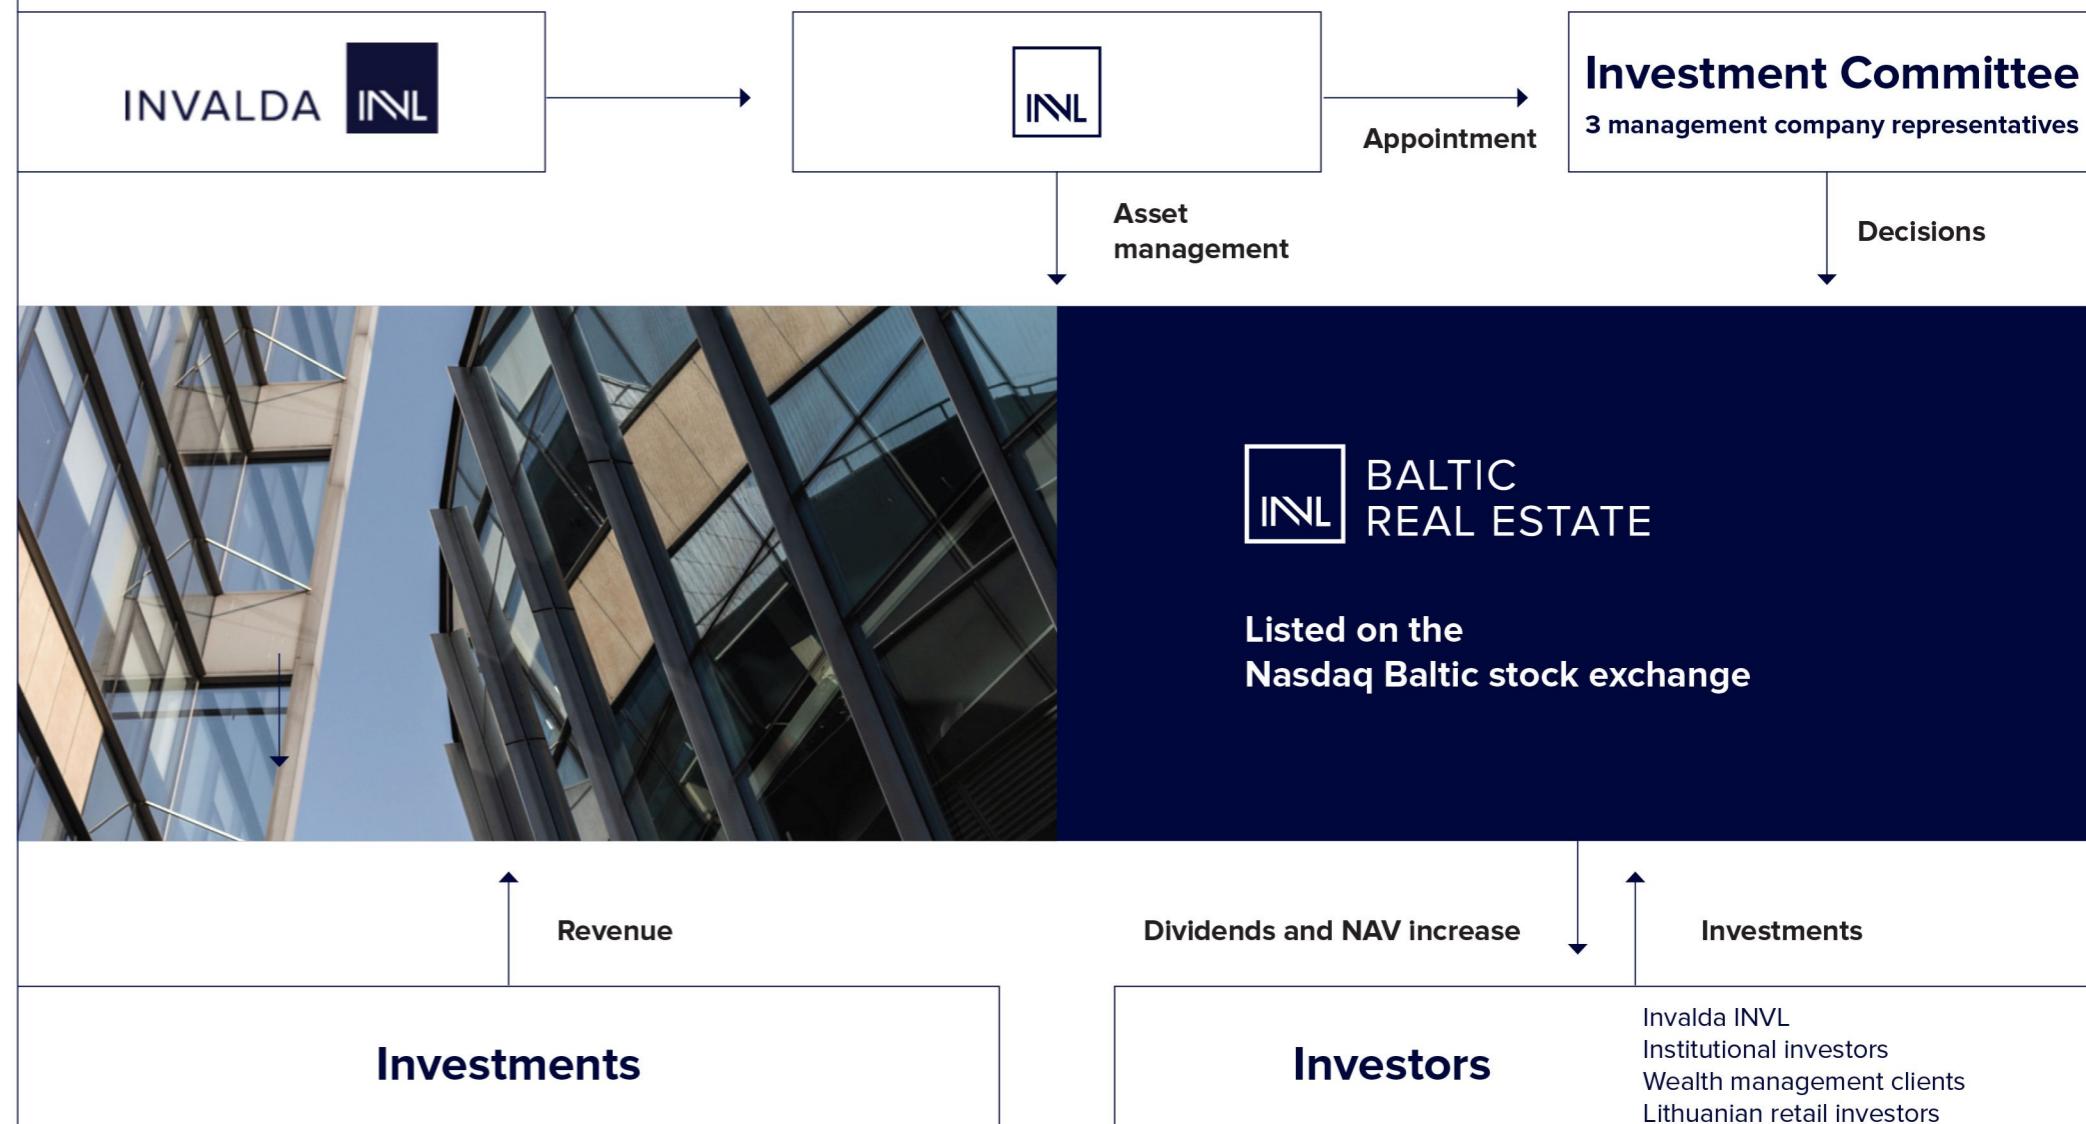 INVALDA INVL
INVL
Investment Committee
3 management company representatives
Appointment
Asset
management
Decisions
INVL BALTIC
REAL ESTATE
Listed on the
Nasdaq Baltic stock exchange
Revenue
Dividends and NAV increase
Investments
Investments
Investors
Invalda INVL
Institutional investors
Wealth management clients
Lithuanian retail investors